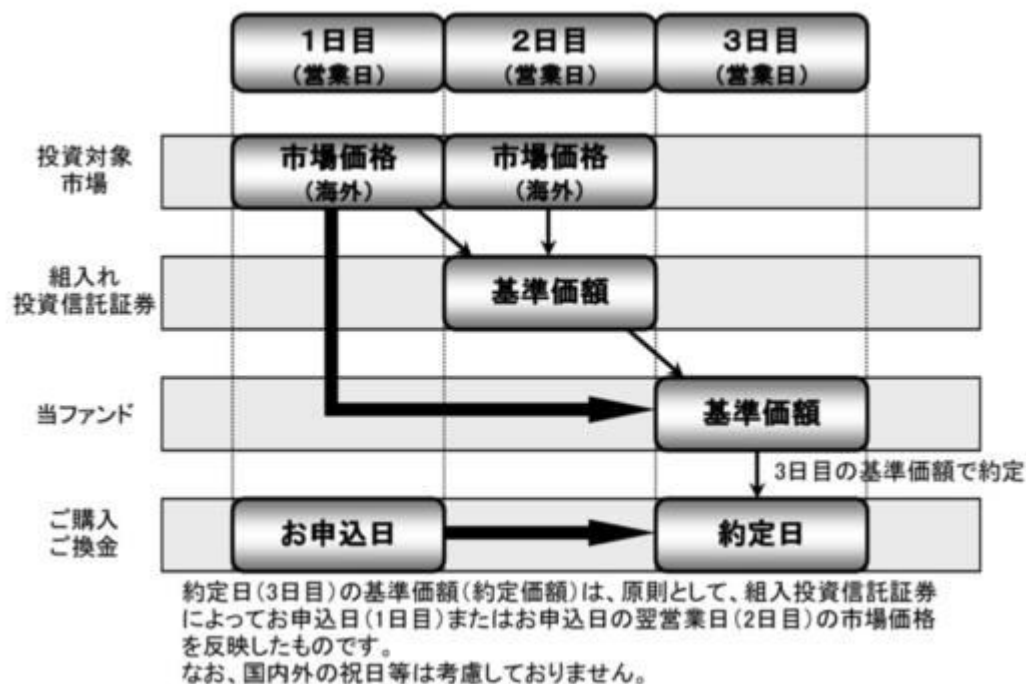 1日目
(営業日)
2日目
(営業日)
3日目
(営業日)
投資対象
市場
市場価格
(海外)
市場価格
(海外)
組入れ
投資信託証券
基準価額
当ファンド
基準価額
3日目の基準価額で約定
ご購入
ご換金
お申込日
約定日
約定日(3日目)の基準価額(約定価額)は、原則として、組入投資信託証券
によってお申込日(1日目)またはお申込日の翌営業日(2日目)の市場価格
を反映したものです。
なお、国内外の祝日等は考慮しておりません。